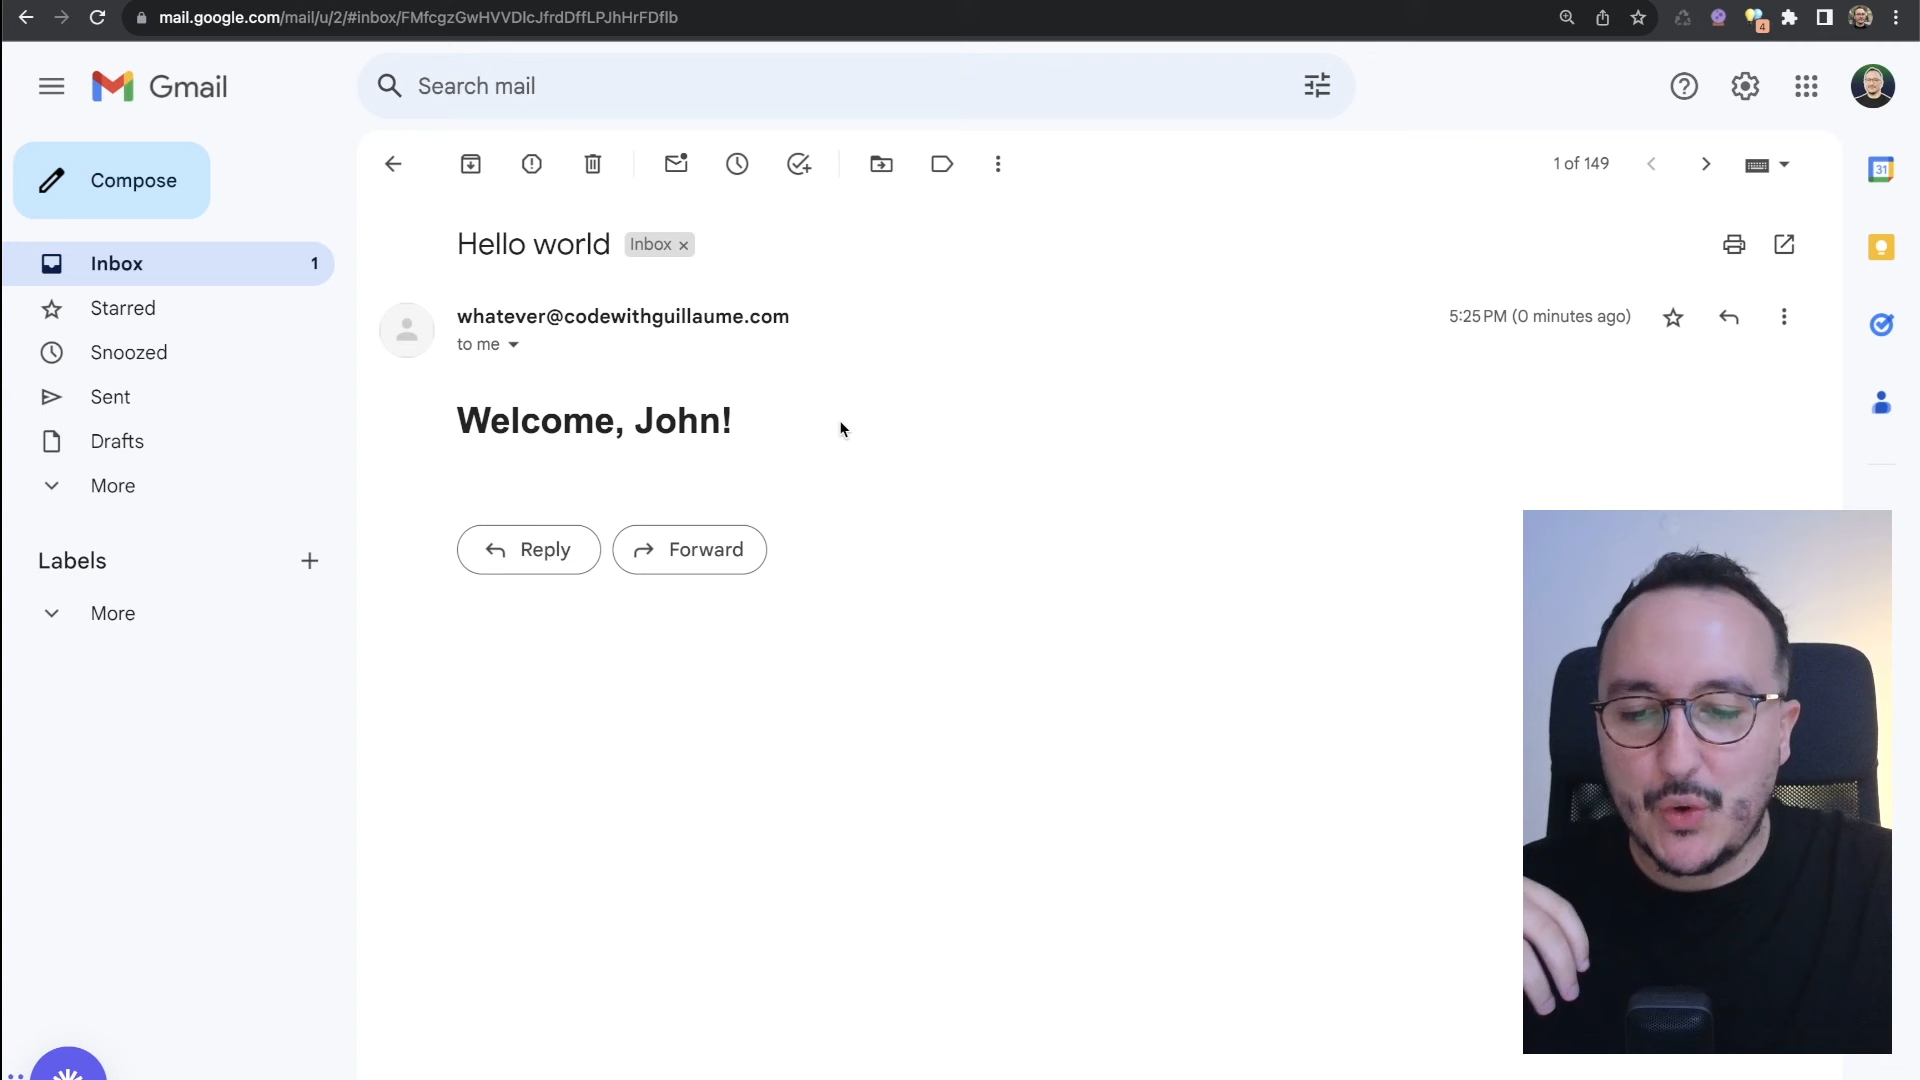 mail.google.com/mail/u/2/#inbox/FMfcgzGwHVVDlcJfrdDffLPJhHrFDflb
4
Gmail
Search mail
Compose
1 of 149
31
Hello world
Inbox ×
Inbox 1
Starred
whatever@codewithguillaume.com
5:25 PM (0 minutes ago)
to me
Snoozed
Sent
Welcome, John!
Drafts
More
Reply
Forward
Labels
More